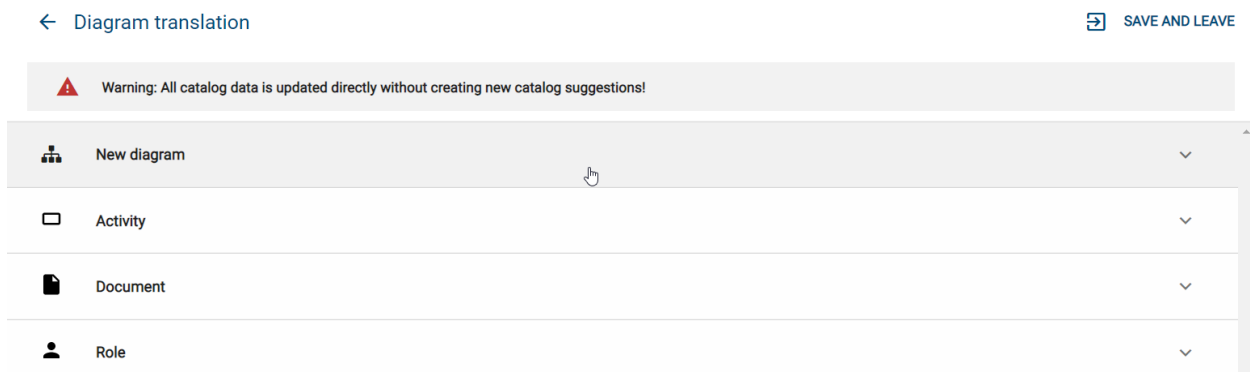 Diagram translation
SAVE AND LEAVE
Warning: All catalog data is updated directly without creating new catalog suggestions!
New diagram
Activity
Document
Role